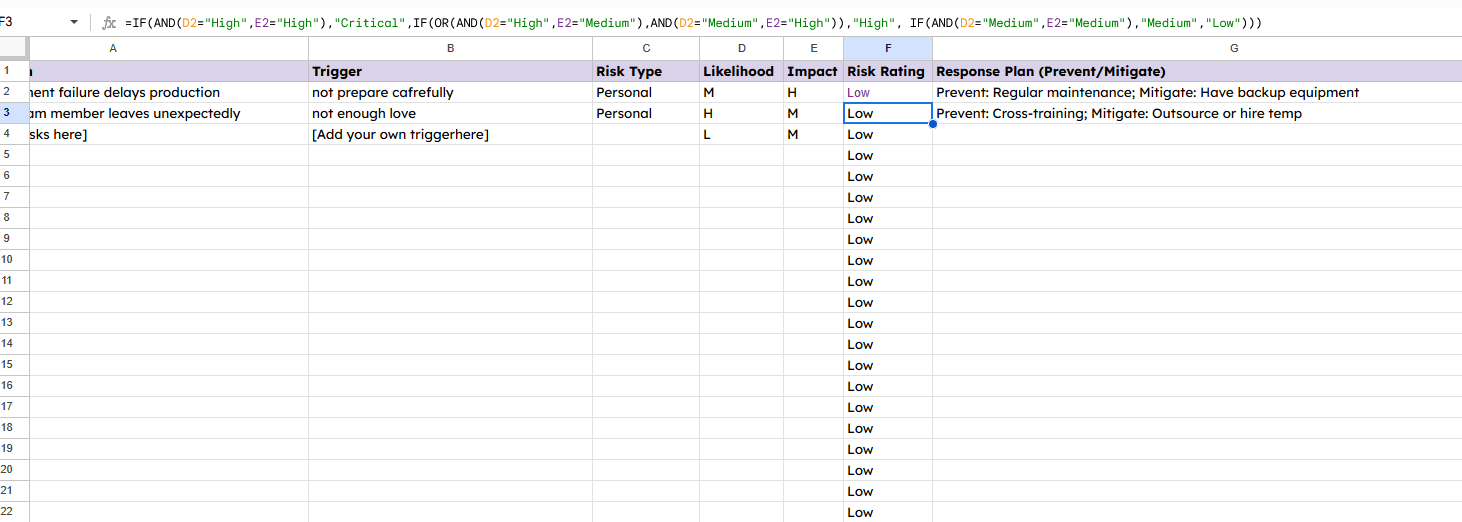 F3 =IF(AND(D2="High",E2="High"),"Critical",IF(OR(AND(D2="High",E2="Medium"),AND(D2="Medium",E2="High")),"High", IF(AND(D2="Medium",E2="Medium"),"Medium","Low")))
A B C D E F G
1 Trigger Risk Type Likelihood Impact Risk Rating Response Plan (Prevent/Mitigate)
2 ent failure delays production not prepare cafrefully Personal M H Low Prevent: Regular maintenance; Mitigate: Have backup equipment
3 am member leaves unexpectedly not enough love Personal H M Low Prevent: Cross-training; Mitigate: Outsource or hire temp
4 sks here] [Add your own triggerhere] L M Low
5 Low
6 Low
7 Low
8 Low
9 Low
10 Low
11 Low
12 Low
13 Low
14 Low
15 Low
16 Low
17 Low
18 Low
19 Low
20 Low
21 Low
22 Low